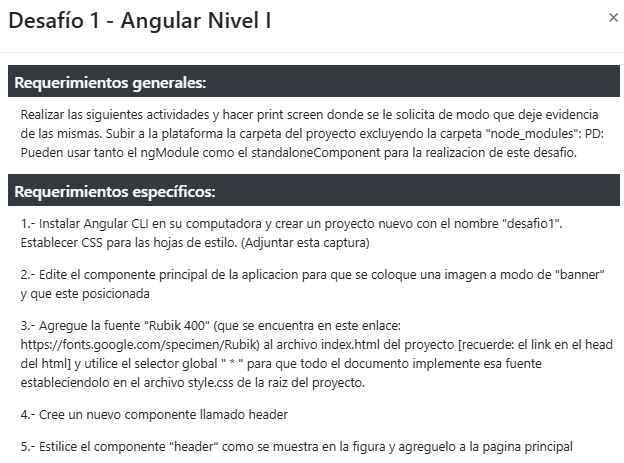 Desafío 1 - Angular Nivel I
×
Requerimientos generales:
Realizar las siguientes actividades y hacer print screen donde se le solicita de modo que deje evidencia
de las mismas. Subir a la plataforma la carpeta del proyecto excluyendo la carpeta "node_modules": PD:
Pueden usar tanto el ngModule como el standaloneComponent para la realizacion de este desafio.
Requerimientos específicos:
1.- Instalar Angular CLI en su computadora y crear un proyecto nuevo con el nombre "desafio1".
Establecer CSS para las hojas de estilo. (Adjuntar esta captura)
2.- Edite el componente principal de la aplicacion para que se coloque una imagen a modo de "banner"
y que este posicionada
3.- Agregue la fuente "Rubik 400" (que se encuentra en este enlace:
https://fonts.google.com/specimen/Rubik) al archivo index.html del proyecto [recuerde: el link en el head
del html] y utilice el selector global " * " para que todo el documento implemente esa fuente
estableciendolo en el archivo style.css de la raiz del proyecto.
4.- Cree un nuevo componente llamado header
5.- Estilice el componente "header" como se muestra en la figura y agreguelo a la pagina principal